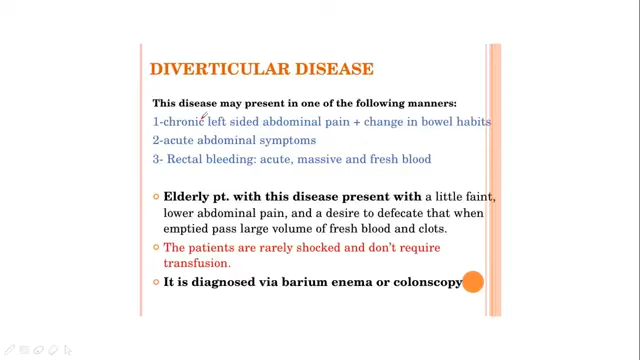 DIVERTICULAR DISEASE
This disease may present in one of the following manners:
1-chronic left sided abdominal pain + change in bowel habits
2-acute abdominal symptoms
3- Rectal bleeding: acute, massive and fresh blood
Elderly pt. with this disease present with a little faint,
lower abdominal pain, and a desire to defecate that when
emptied pass large volume of fresh blood and clots.
The patients are rarely shocked and don't require
transfusion.
It is diagnosed via barium enema or colonscopy